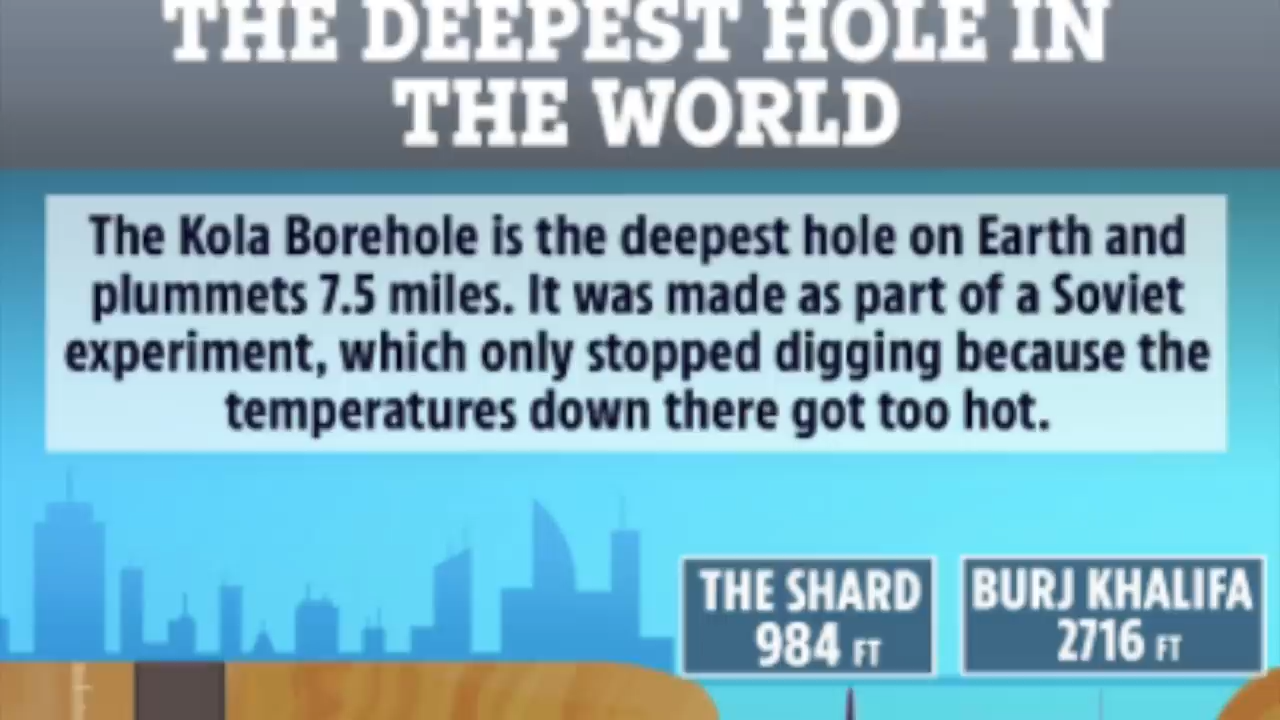 THE DEEPEST HOLE IN
THE WORLD
The Kola Borehole is the deepest hole on Earth and
plummets 7.5 miles. It was made as part of a Soviet
experiment, which only stopped digging because the
temperatures down there got too hot.
THE SHARD
984 FT
BURJ KHALIFA
2716 FT